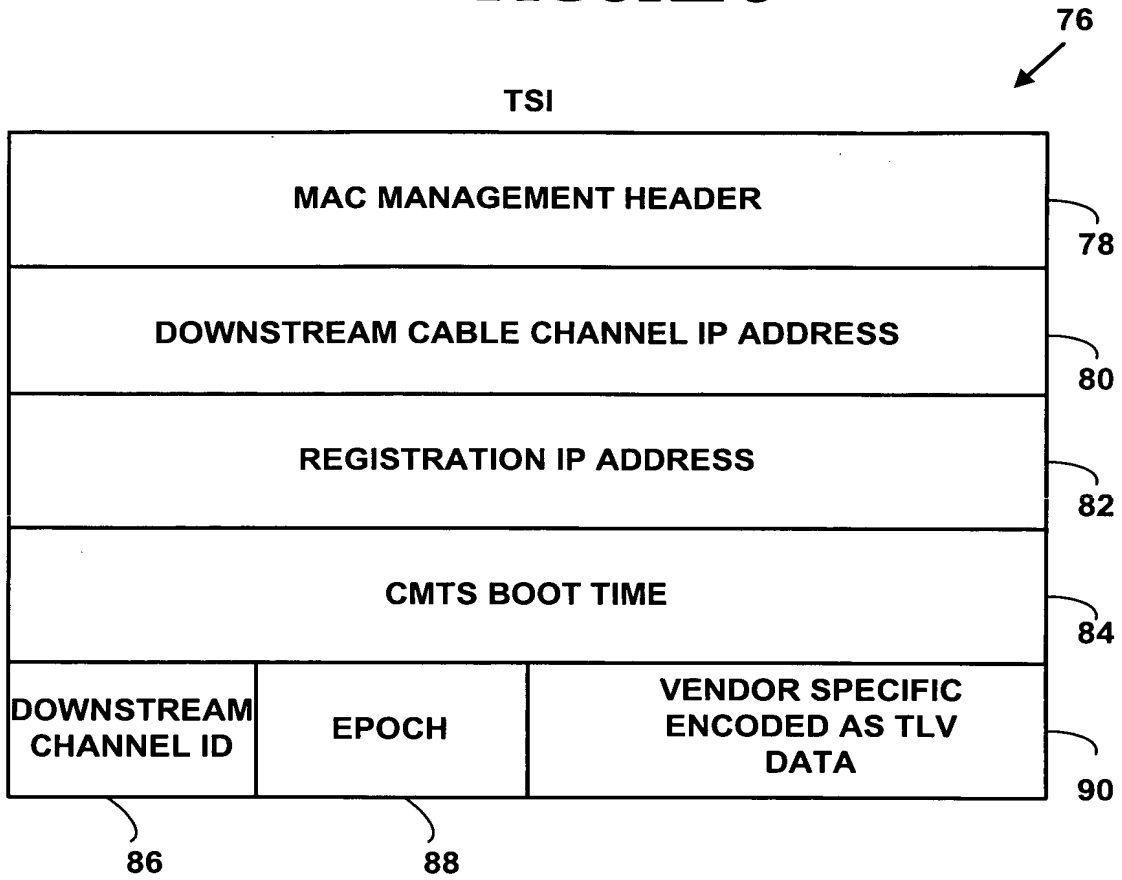 76
TSI
MAC MANAGEMENT HEADER
78
DOWNSTREAM CABLE CHANNEL IP ADDRESS
80
REGISTRATION IP ADDRESS
82
CMTS BOOT TIME
84
DOWNSTREAM
CHANNEL ID
EPOCH
VENDOR SPECIFIC
ENCODED AS TLV
DATA
90
86
88